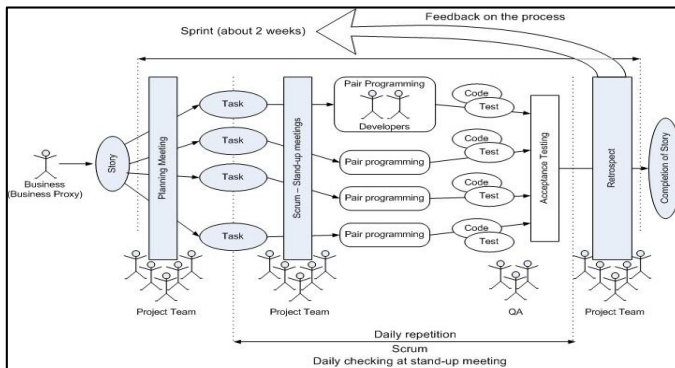 Feedback on the process
Sprint (about 2 weeks)
Business
(Business Proxy)
Story
Planning Meeting
Project Team
Task
Task
Task
Task
Scrum – Stand-up meetings
Project Team
Pair Programming
Developers
Pair programming
Pair programming
Pair programming
Code
Test
Code
Test
Code
Test
Code
Test
Acceptance Testing
QA
Retrospect
Project Team
Completion of Story
Daily repetition
Scrum
Daily checking at stand-up meeting